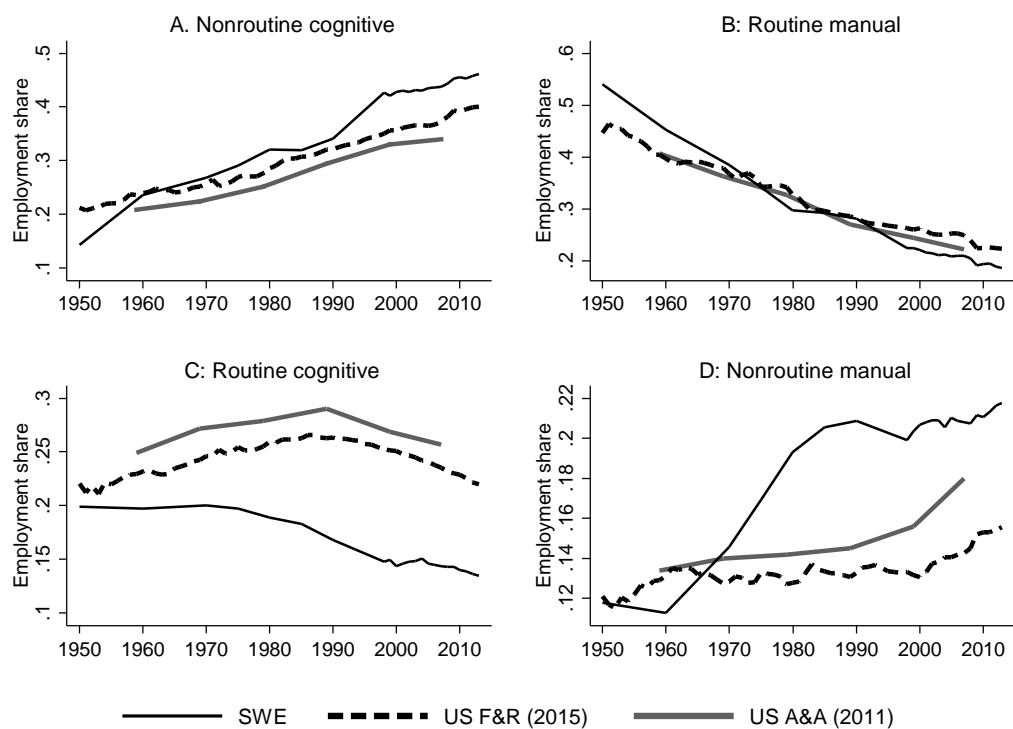 A. Nonroutine cognitive
Employment share
.5
.4
.3
.2
.1
1950 1960 1970 1980 1990 2000 2010
B: Routine manual
Employment share
.6
.5
.4
.3
.2
1950 1960 1970 1980 1990 2000 2010
C: Routine cognitive
Employment share
.3
.25
.2
.15
.1
1950 1960 1970 1980 1990 2000 2010
D: Nonroutine manual
Employment share
.22
.2
.18
.16
.14
.12
1950 1960 1970 1980 1990 2000 2010
SWE US F&R (2015) US A&A (2011)